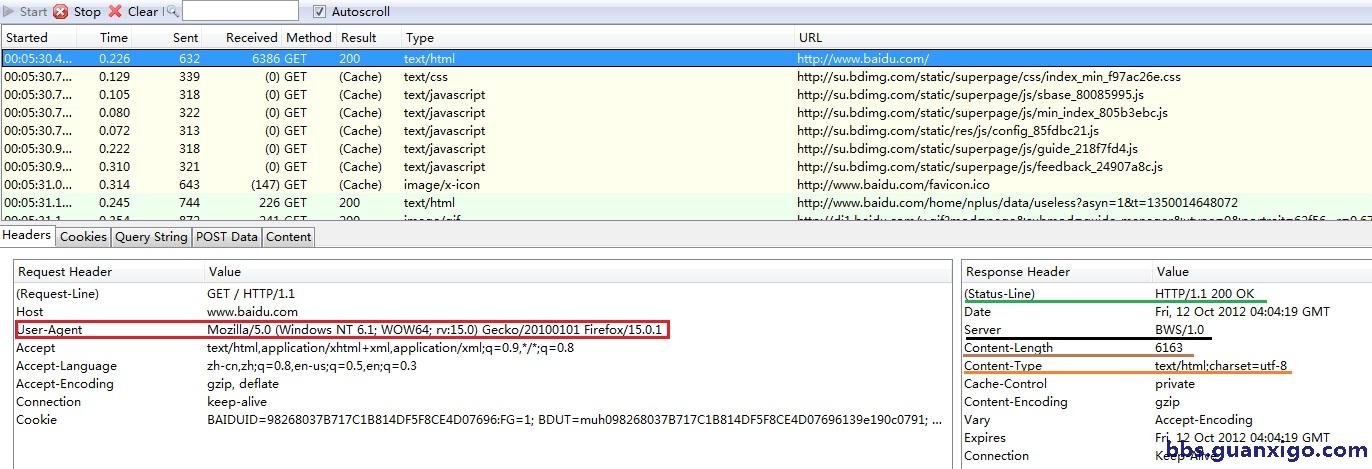 Start Stop Clear Autoscroll
Started Time Sent Received Method Result Type URL
00:05:30.4... 0.226 632 6386 GET 200 text/html http://www.baidu.com/
00:05:30.7... 0.129 339 (0) GET (Cache) text/css http://su.bdimg.com/static/superpage/css/index_min_f97ac26e.css
00:05:30.7... 0.105 318 (0) GET (Cache) text/javascript http://su.bdimg.com/static/superpage/js/sbase_80085995.js
00:05:30.7... 0.080 322 (0) GET (Cache) text/javascript http://su.bdimg.com/static/superpage/js/min_index_805b3ebc.js
00:05:30.7... 0.072 313 (0) GET (Cache) text/javascript http://su.bdimg.com/static/res/js/config_85fdbc21.js
00:05:30.9... 0.222 318 (0) GET (Cache) text/javascript http://su.bdimg.com/static/superpage/js/guide_218f7fd4.js
00:05:30.9... 0.310 321 (0) GET (Cache) text/javascript http://su.bdimg.com/static/superpage/js/feedback_24907a8c.js
00:05:31.0... 0.314 643 (147) GET (Cache) image/x-icon http://www.baidu.com/favicon.ico
00:05:31.1... 0.245 744 226 GET 200 text/html http://www.baidu.com/home/nplus/data/useless?asyn=1&t=1350014648072
Headers Cookies Query String POST Data Content
Request Header Value
(Request-Line) GET / HTTP/1.1
Host www.baidu.com
User-Agent Mozilla/5.0 (Windows NT 6.1; WOW64; rv:15.0) Gecko/20100101 Firefox/15.0.1
Accept text/html,application/xhtml+xml,application/xml;q=0.9,*/*;q=0.8
Accept-Language zh-cn,zh;q=0.8,en-us;q=0.5,en;q=0.3
Accept-Encoding gzip, deflate
Connection keep-alive
Cookie BAIDUID=98268037B717C1B814DF5F8CE4D07696:FG=1; BDUT=muh098268037B717C1B814DF5F8CE4D07696139e190c0791; ...
Response Header Value
(Status-Line) HTTP/1.1 200 OK
Date Fri, 12 Oct 2012 04:04:19 GMT
Server BWS/1.0
Content-Length 6163
Content-Type text/html;charset=utf-8
Cache-Control private
Content-Encoding gzip
Vary Accept-Encoding
Expires Fri, 12 Oct 2012 04:04:19 GMT
Connection Keep-Alive
bbs.guanxigo.com